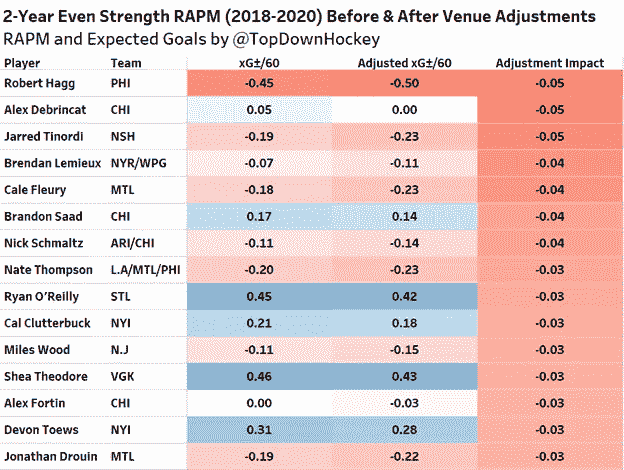 2-Year Even Strength RAPM (2018-2020) Before & After Venue Adjustments
RAPM and Expected Goals by @TopDownHockey
Player Team xG±/60 Adjusted xG±/60 Adjustment Impact
Robert Hagg PHI -0.45 -0.50 -0.05
Alex Debrincat CHI 0.05 0.00 -0.05
Jarred Tinordi NSH -0.19 -0.23 -0.05
Brendan Lemieux NYR/WPG -0.07 -0.11 -0.04
Cale Fleury MTL -0.18 -0.23 -0.04
Brandon Saad CHI 0.17 0.14 -0.04
Nick Schmaltz ARI/CHI -0.11 -0.14 -0.04
Nate Thompson L.A/MTL/PHI -0.20 -0.23 -0.03
Ryan O'Reilly STL 0.45 0.42 -0.03
Cal Clutterbuck NYI 0.21 0.18 -0.03
Miles Wood N.J -0.11 -0.15 -0.03
Shea Theodore VGK 0.46 0.43 -0.03
Alex Fortin CHI 0.00 -0.03 -0.03
Devon Toews NYI 0.31 0.28 -0.03
Jonathan Drouin MTL -0.19 -0.22 -0.03